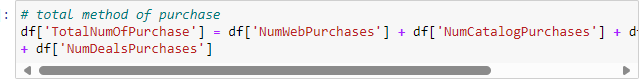 :
# total method of purchase
df['TotalNumOfPurchase'] = df['NumWebPurchases'] + df['NumCatalogPurchases'] +
+ df['NumDealsPurchases']